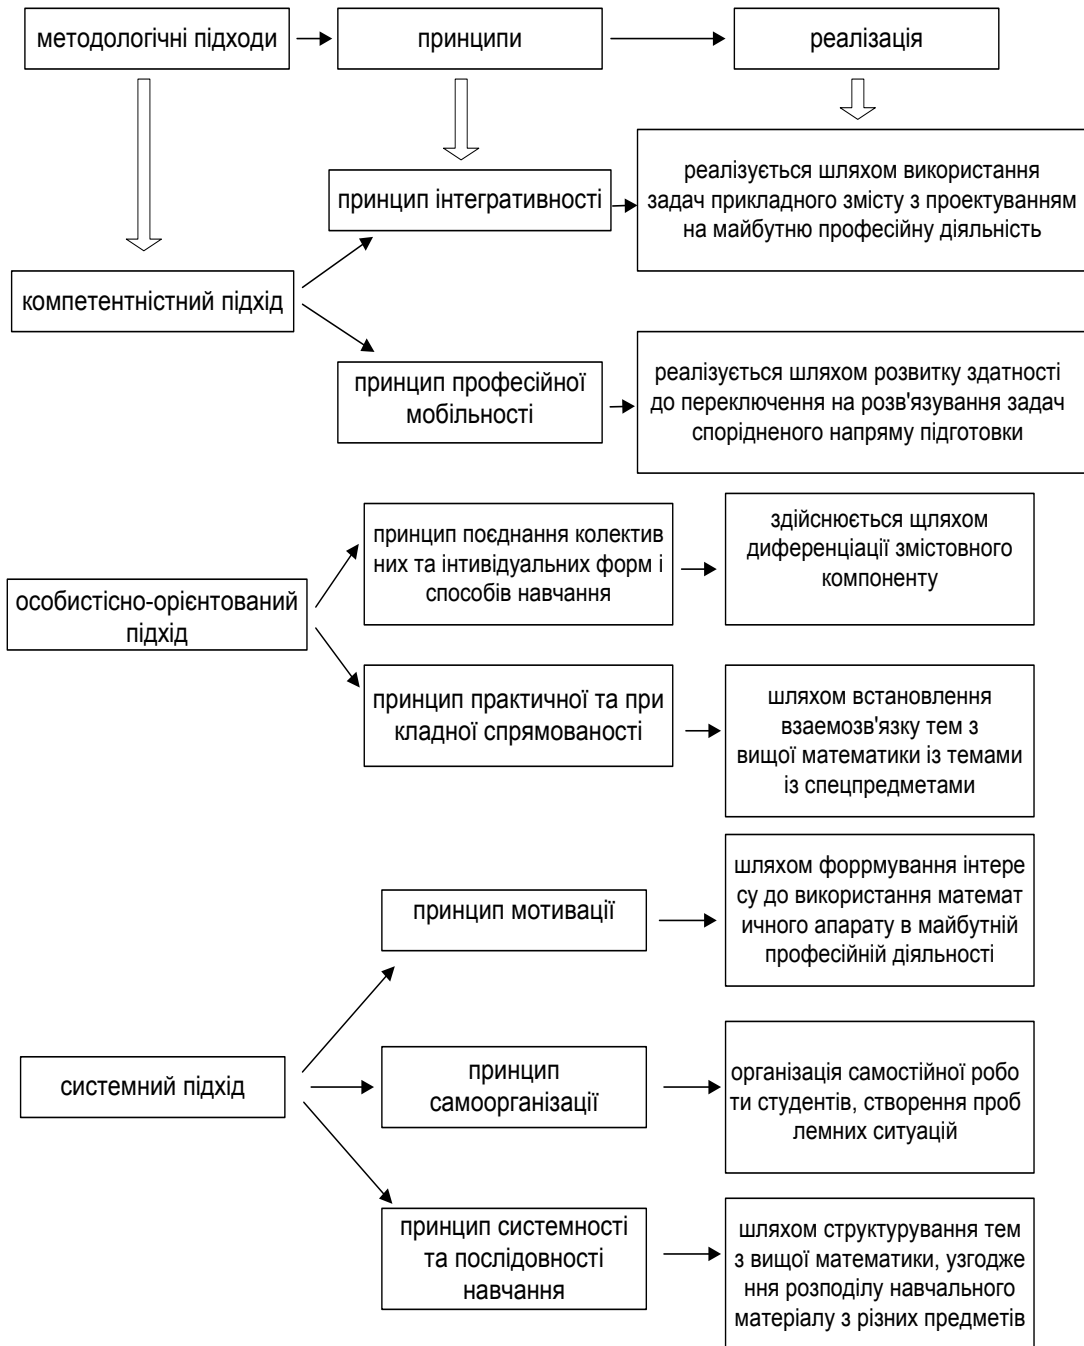 методологічні підходи
принципи
реалізація
принцип інтегративності
реалізується шляхом використання
задач прикладного змісту з проектуванням
на майбутню професійну діяльність
компетентністний підхід
принцип професійної
мобільності
реалізується шляхом розвитку здатності
до переключення на розв'язування задач
спорідненого напряму підготовки
принцип поєднання колектив
них та інтивідуальних форм і
способів навчання
здійснюється щляхом
диференціації змістовного
компоненту
особистісно-орієнтований
підхід
принцип практичної та при
кладної спрямованості
шляхом встановлення
взаемозв'язку тем з
вищої математики із темами
із спецпредметами
принцип мотивації
шляхом форрмування інтере
су до використання математ
ичного апарату в майбутній
професійній діяльності
системний підхід
принцип
самоорганізації
організація самостійної робо
ти студентів, створення проб
лемних ситуацій
принцип системності
та послідовності
навчання
шляхом структурування тем
з вищої математики, узгодже
ння розподілу навчального
матеріалу з різних предметів